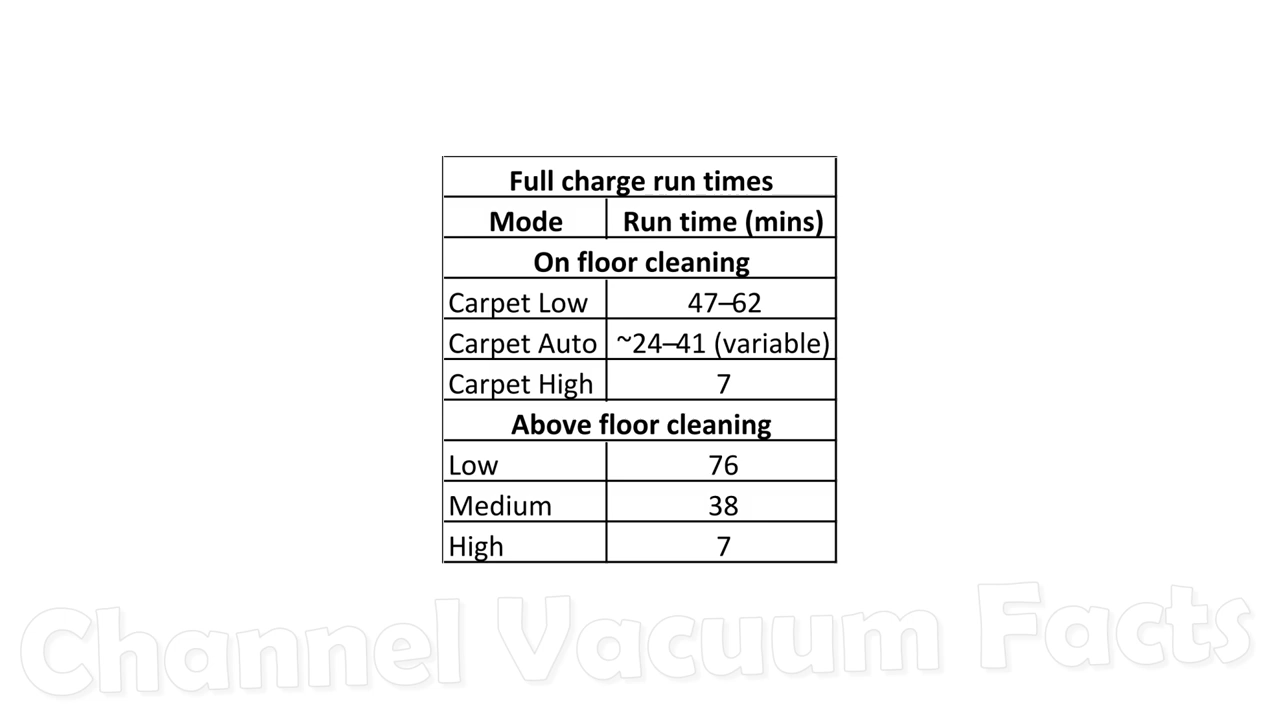 Full charge run times
Mode Run time (mins)
On floor cleaning
Carpet Low 47–62
Carpet Auto ~24–41 (variable)
Carpet High 7
Above floor cleaning
Low 76
Medium 38
High 7
Channel Vacuum Facts